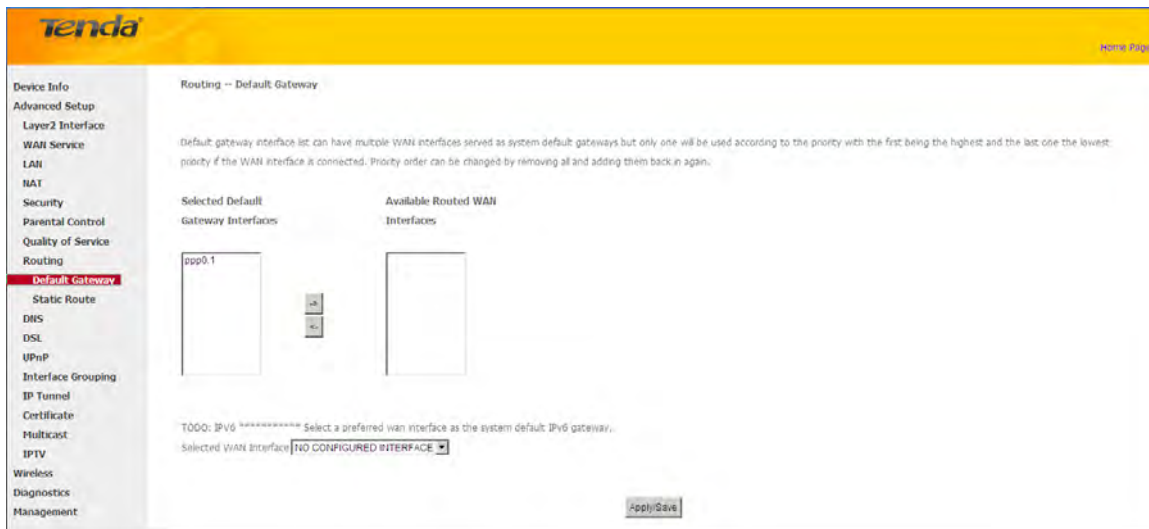 Tenda
Home Page
Device Info
Advanced Setup
Layer2 Interface
WAN Service
LAN
NAT
Security
Parental Control
Quality of Service
Routing
Default Gateway
Static Route
DNS
DSL
UPnP
Interface Grouping
IP Tunnel
Certificate
Multicast
IPTV
Wireless
Diagnostics
Management
Routing -- Default Gateway
Default gateway interface list can have multiple WAN interfaces served as system default gateways but only one will be used according to the priority with the first being the highest and the last one the lowest
priority if the WAN interface is connected. Priority order can be changed by removing all and adding them back in again.
Selected Default
Gateway Interfaces
Available Routed WAN
Interfaces
ppp0.1
->
<-
TODO: IPV6 *********** Select a preferred wan interface as the system default IPv6 gateway.
Selected WAN Interface NO CONFIGURED INTERFACE
Apply/Save